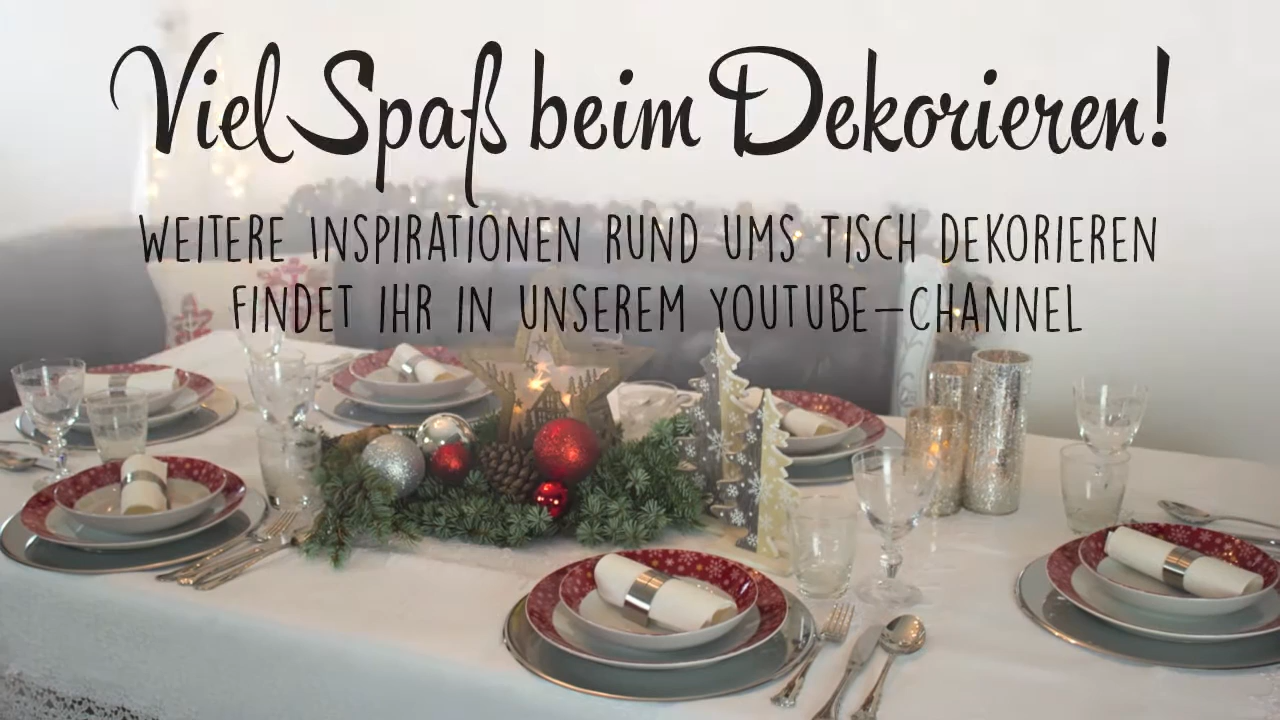 Viel Spaß beim Dekorieren!
WEITERE INSPIRATIONEN RUND UMS TISCH DEKORIEREN
FINDET IHR IN UNSEREM YOUTUBE-CHANNEL